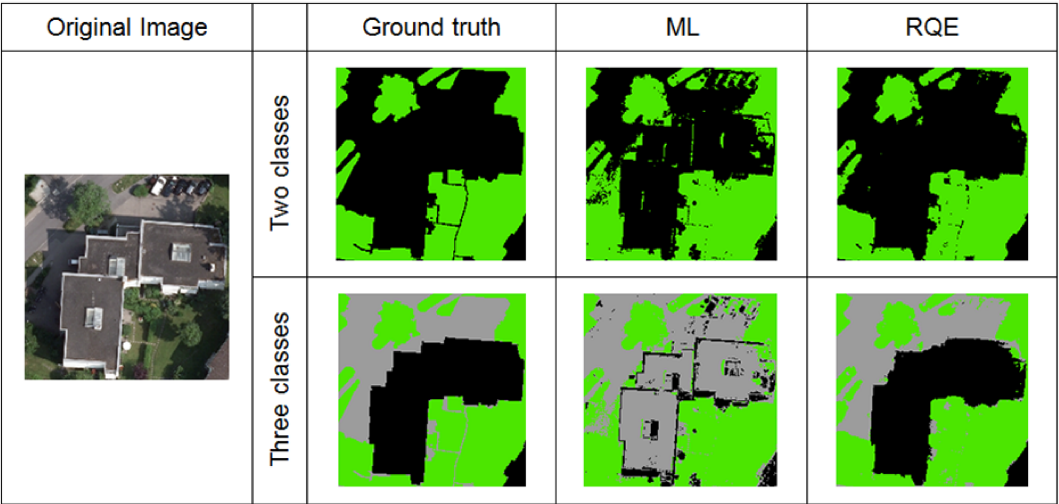 Original Image
Ground truth
ML
RQE
Two classes
Three classes